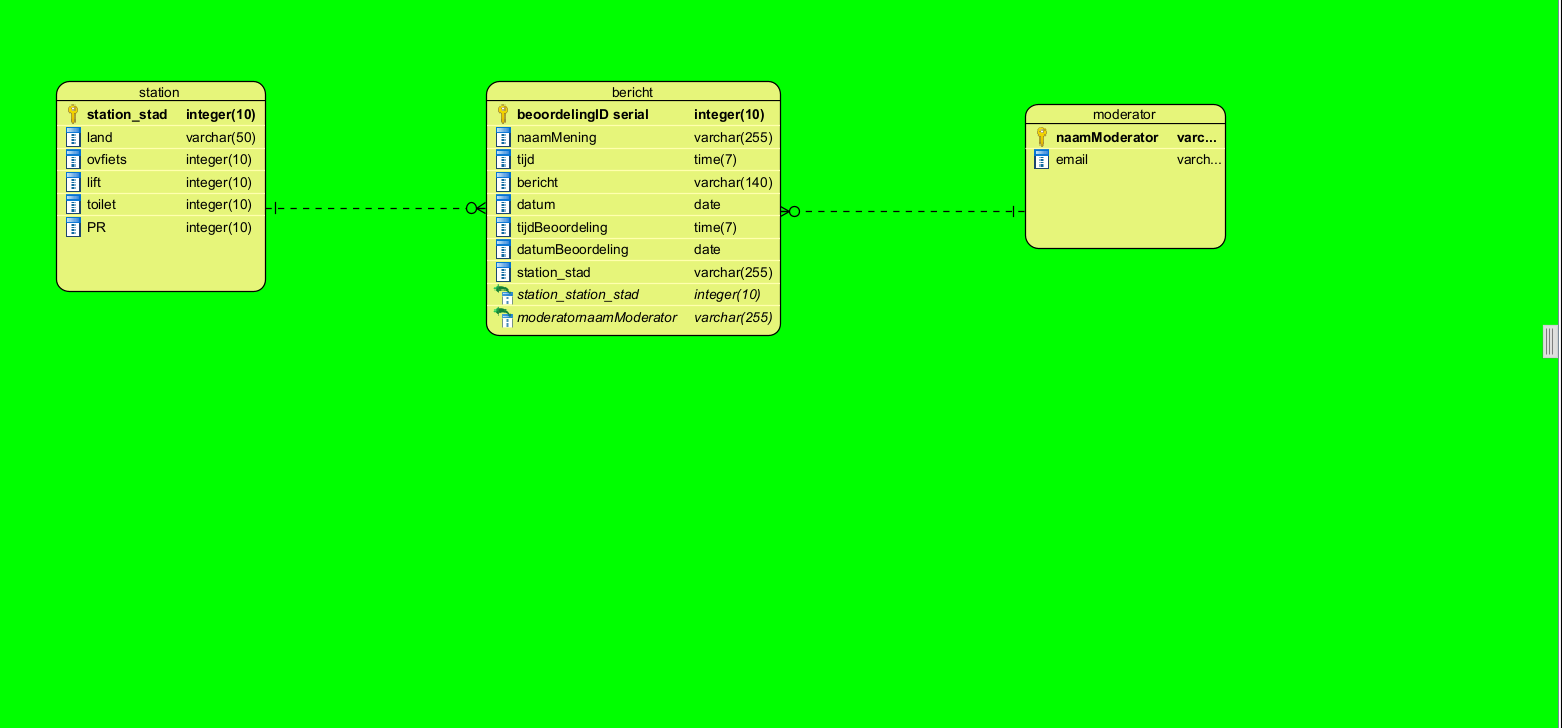 station
station_stad integer(10)
land varchar(50)
ovfiets integer(10)
lift integer(10)
toilet integer(10)
PR integer(10)
bericht
beoordelingID serial integer(10)
naamMening varchar(255)
tijd time(7)
bericht varchar(140)
datum date
tijdBeoordeling time(7)
datumBeoordeling date
station_stad varchar(255)
station_station_stad integer(10)
moderatornaamModerator varchar(255)
moderator
naamModerator varc...
email varch...